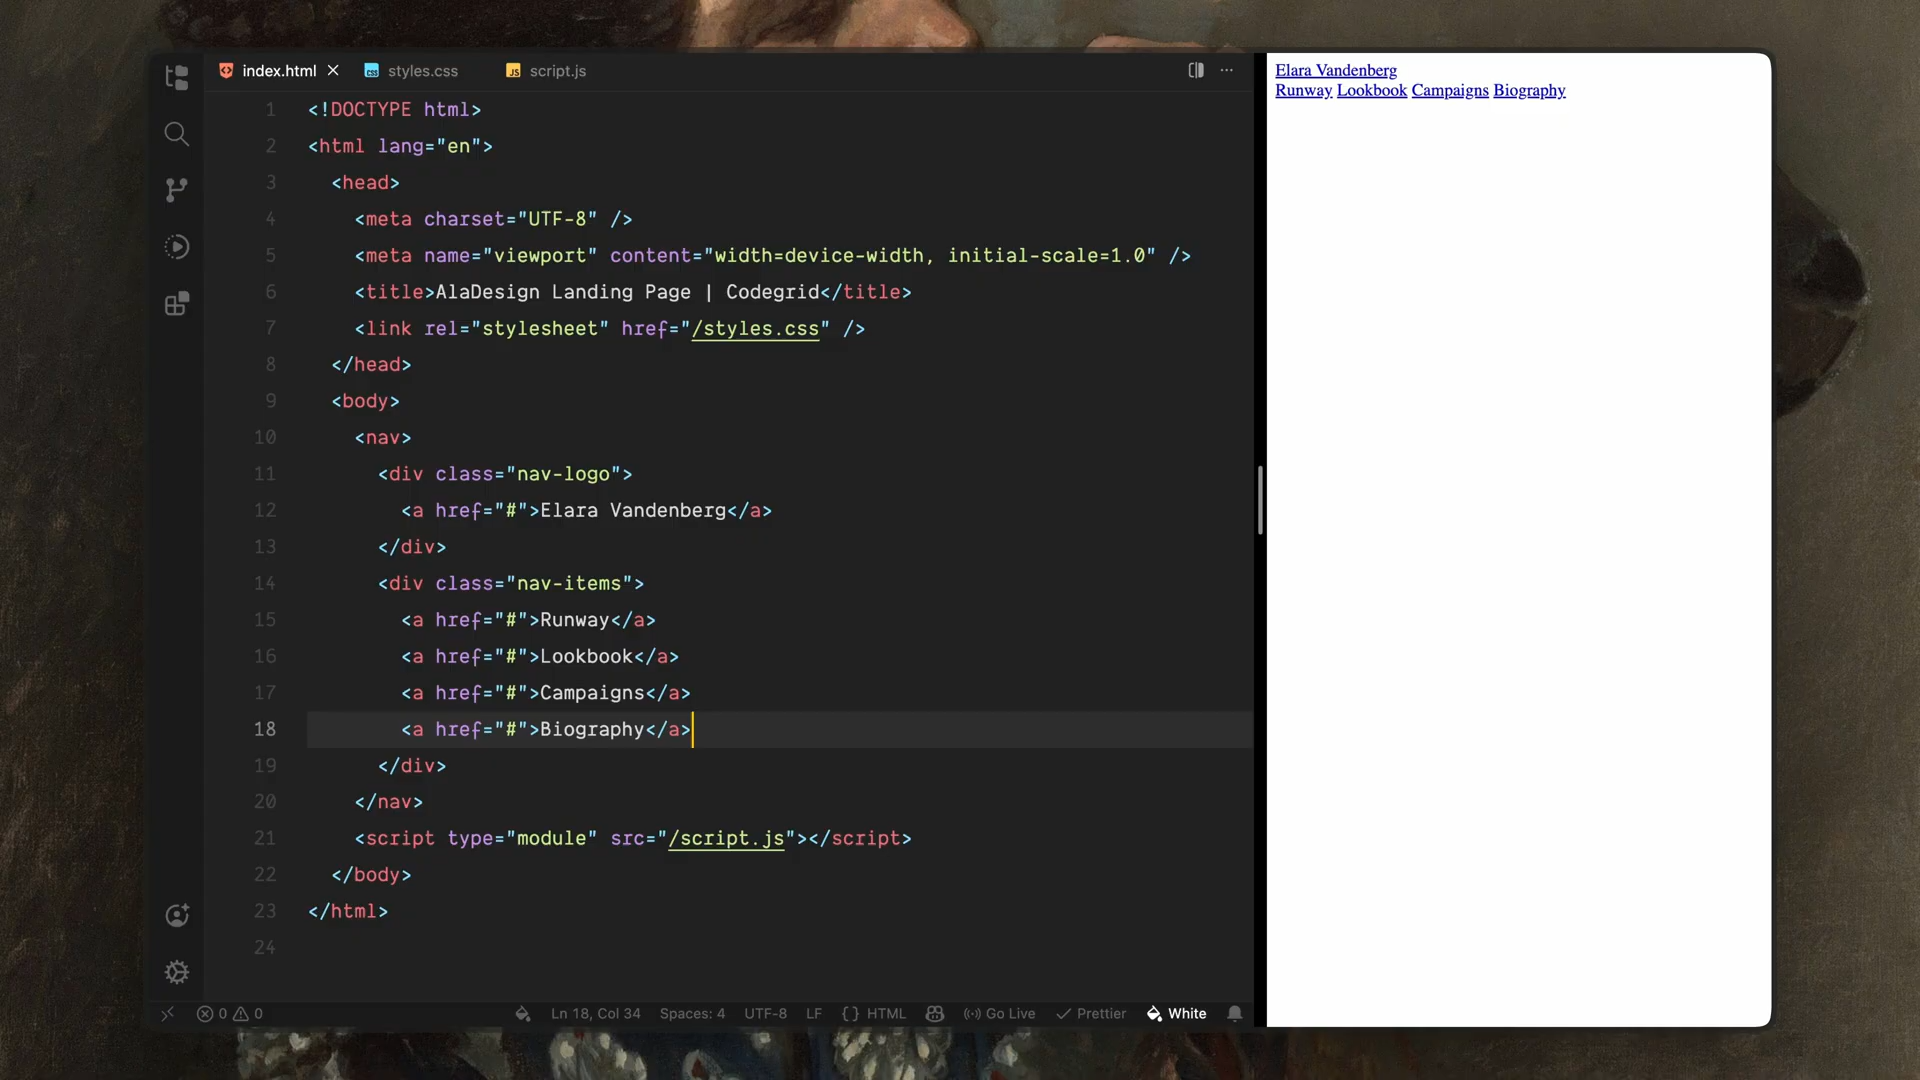 index.html
styles.css
script.js
1 <!DOCTYPE html>
2 <html lang="en">
3 <head>
4 <meta charset="UTF-8" />
5 <meta name="viewport" content="width=device-width, initial-scale=1.0" />
6 <title>AlaDesign Landing Page | Codegrid</title>
7 <link rel="stylesheet" href="/styles.css" />
8 </head>
9 <body>
10 <nav>
11 <div class="nav-logo">
12 <a href="#">Elara Vandenberg</a>
13 </div>
14 <div class="nav-items">
15 <a href="#">Runway</a>
16 <a href="#">Lookbook</a>
17 <a href="#">Campaigns</a>
18 <a href="#">Biography</a>
19 </div>
20 </nav>
21 <script type="module" src="/script.js"></script>
22 </body>
23 </html>
24
0 0 Ln 18, Col 34 Spaces: 4 UTF-8 LF {} HTML Go Live Prettier White
Elara Vandenberg
Runway Lookbook Campaigns Biography